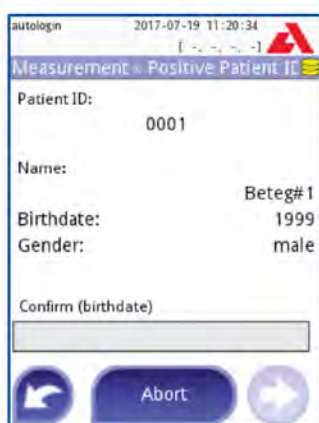 autologin 2017-07-19 11:20:34
[ -, -, -, -]
Measurement » Positive Patient ID
Patient ID:
0001
Name:
Beteg#1
Birthdate: 1999
Gender: male
Confirm (birthdate)
Abort